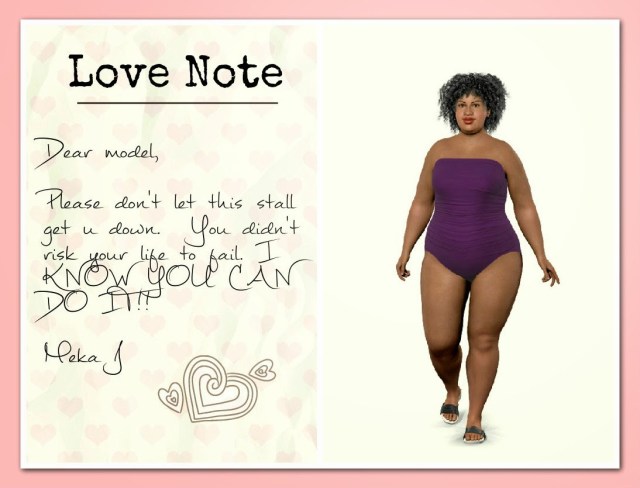 Love Note
Dear model,
Please don't let this stall
get u down. You didn't
risk your life to fail. I
KNOW YOU CAN
DO IT!!
Meka J